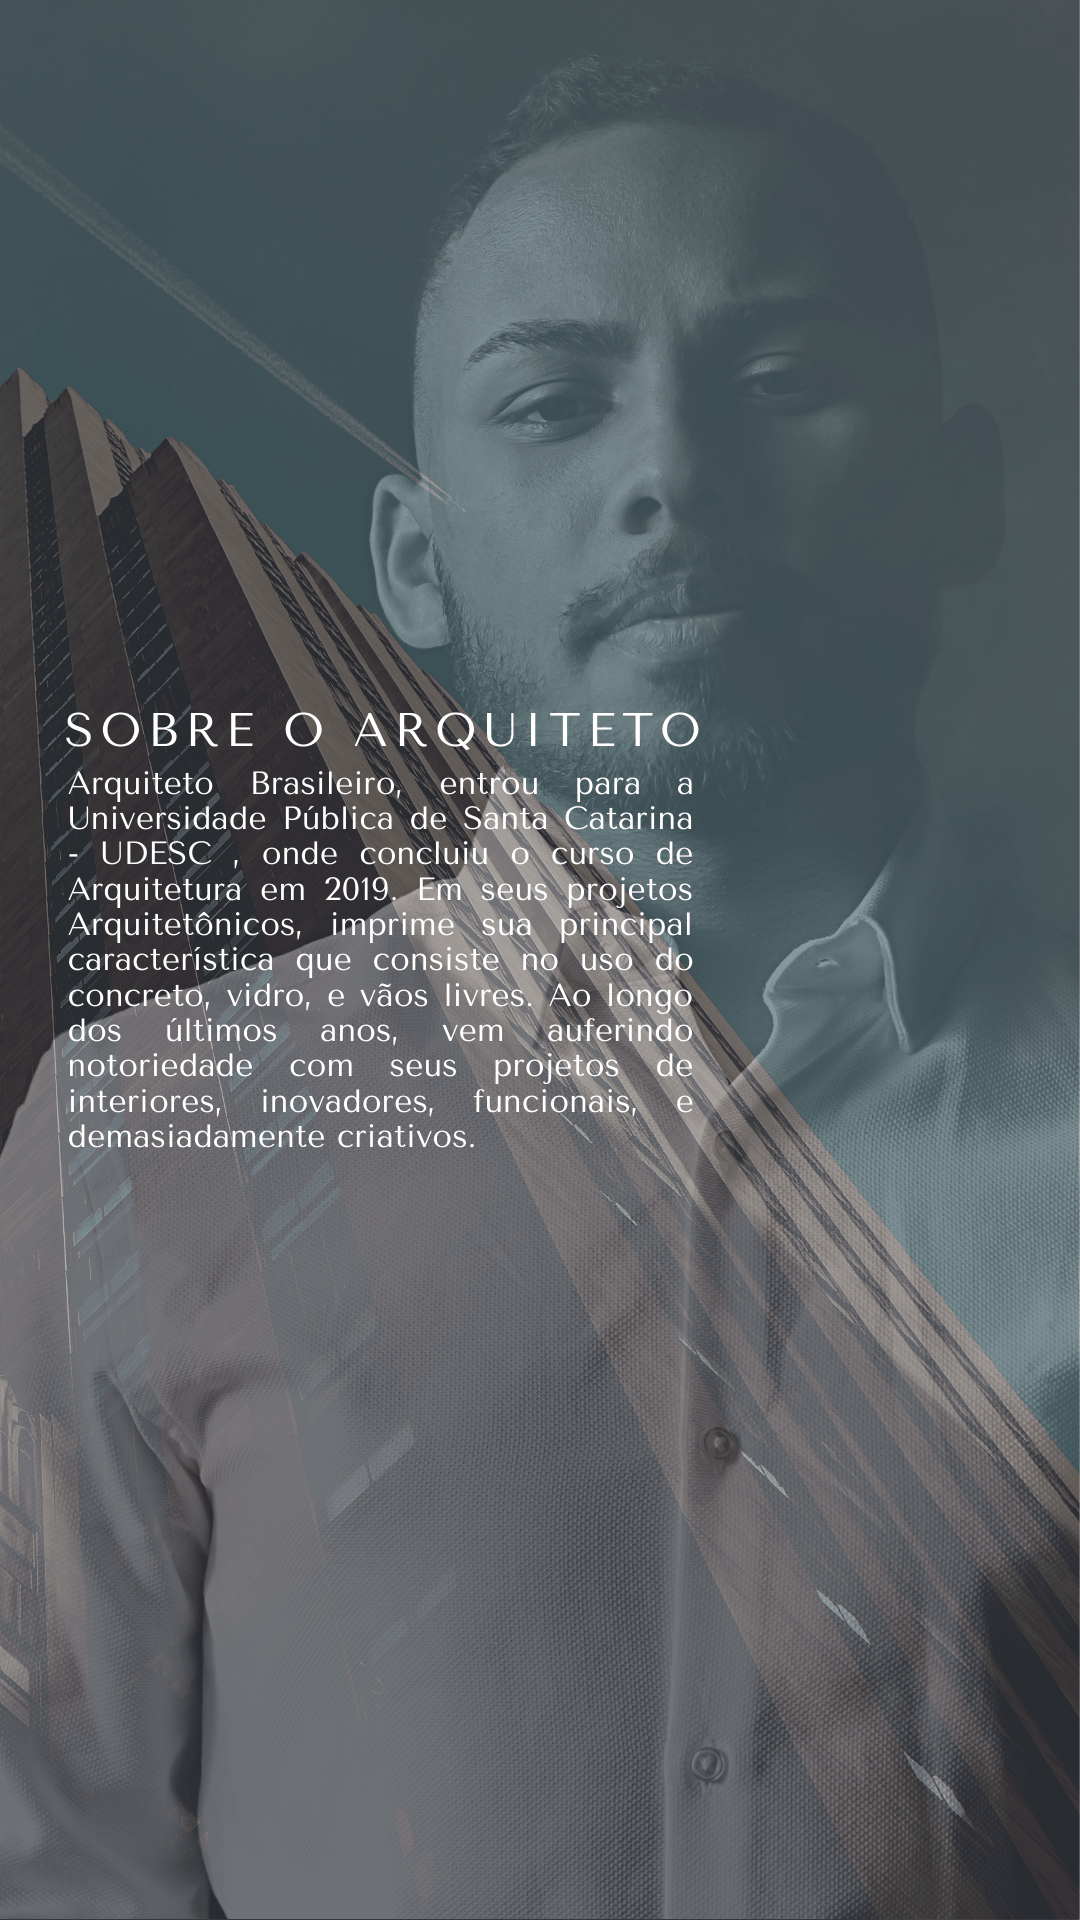 SOBRE O ARQUITETO
Arquiteto Brasileiro, entrou para a
Universidade Pública de Santa Catarina
- UDESC , onde concluiu o curso de
Arquitetura em 2019. Em seus projetos
Arquitetônicos, imprime sua principal
característica que consiste no uso do
concreto, vidro, e vãos livres. Ao longo
dos últimos anos, vem auferindo
notoriedade com seus projetos de
interiores, inovadores, funcionais, e
demasiadamente criativos.